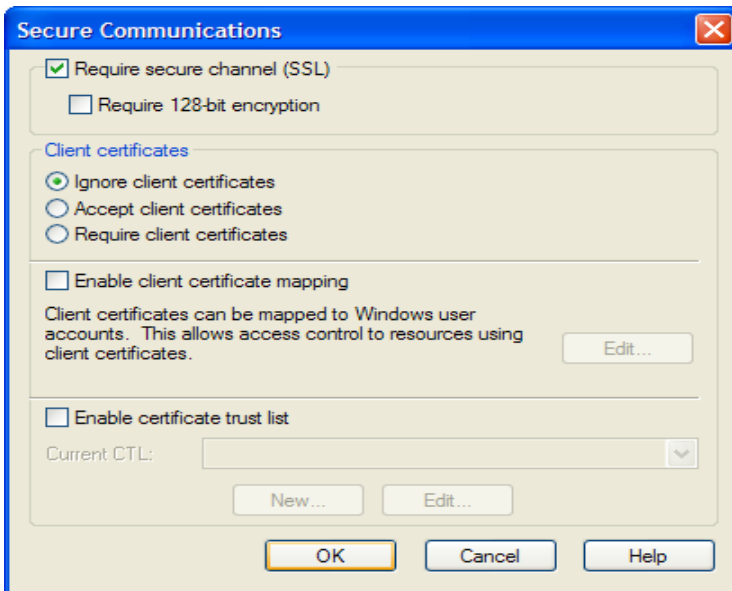 Secure Communications
Require secure channel (SSL)
Require 128-bit encryption
Client certificates
Ignore client certificates
Accept client certificates
Require client certificates
Enable client certificate mapping
Client certificates can be mapped to Windows user
accounts. This allows access control to resources using
client certificates.
Edit...
Enable certificate trust list
Current CTL:
New...
Edit...
OK
Cancel
Help